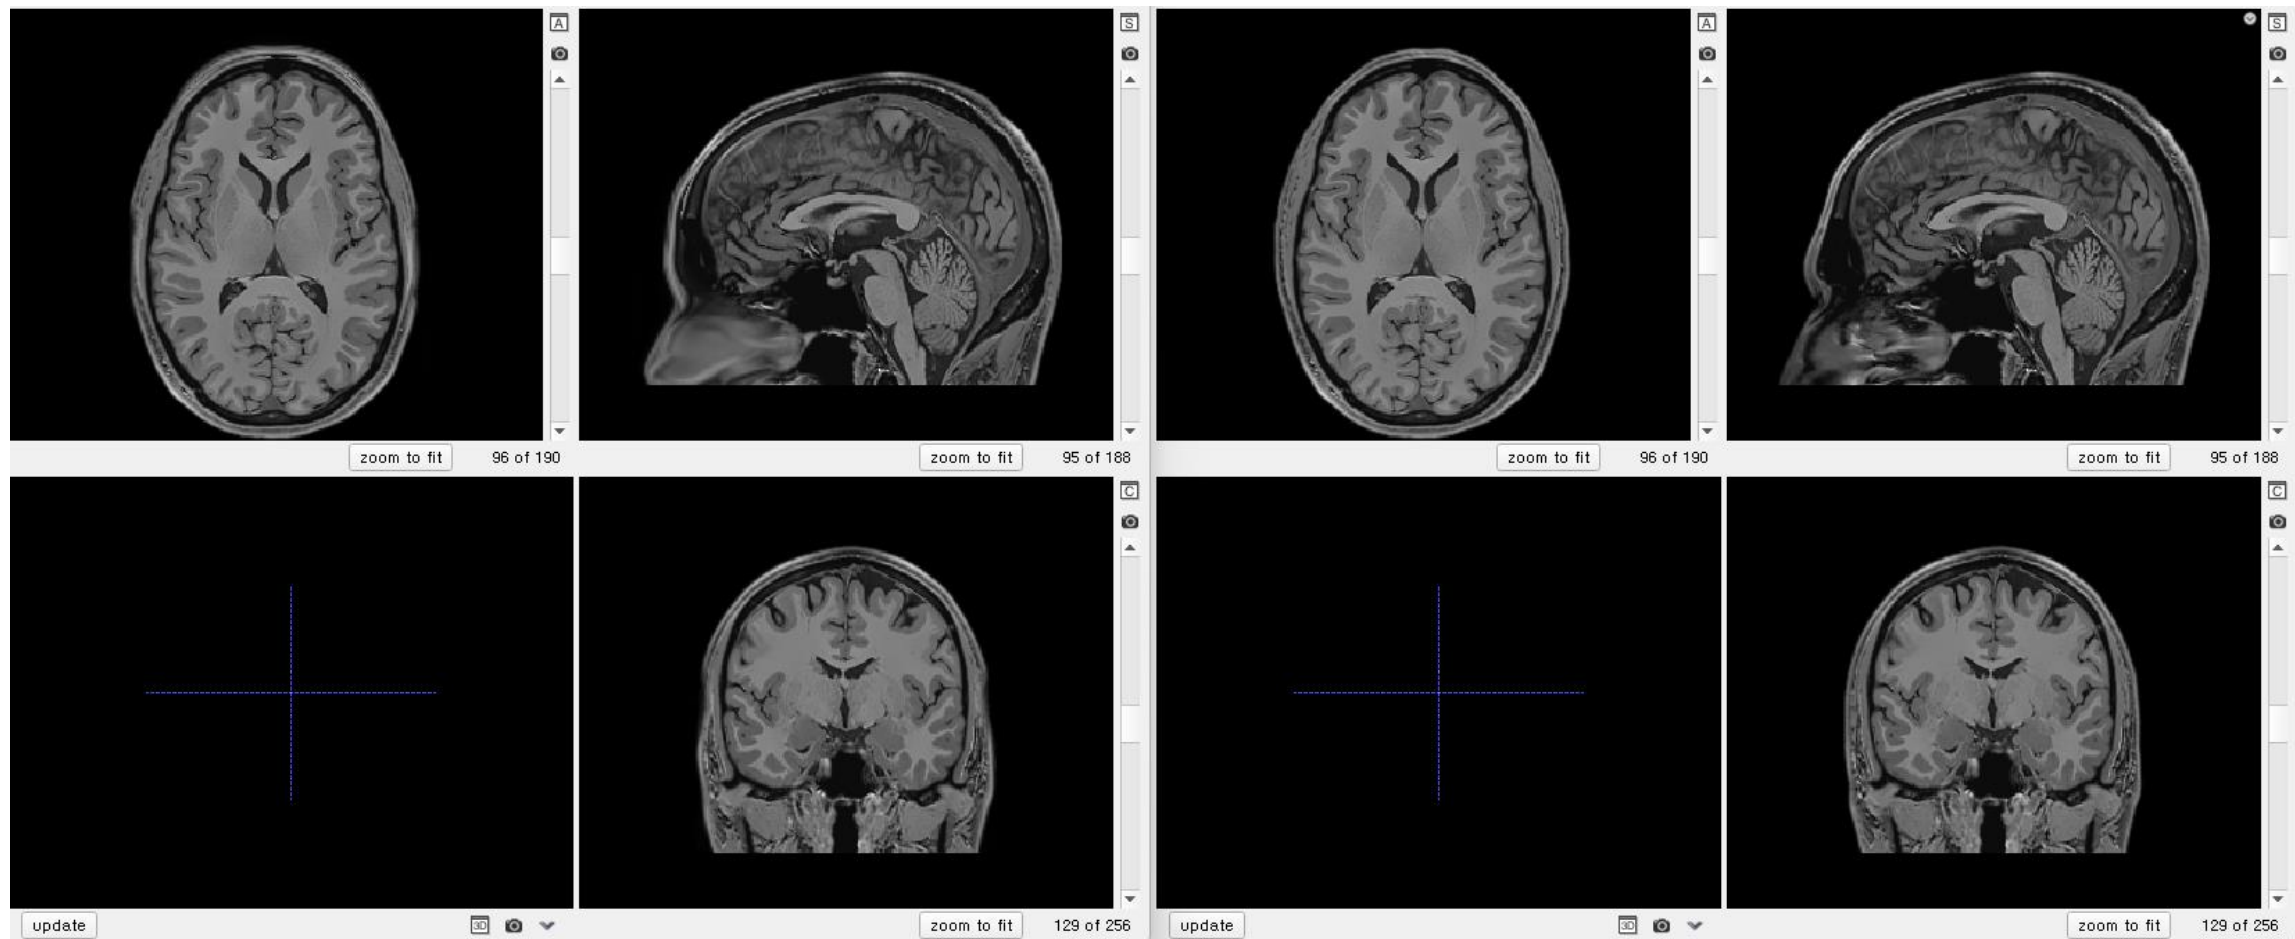 A
S
A
S
zoom to fit 96 of 190
zoom to fit 95 of 188
zoom to fit 96 of 190
zoom to fit 95 of 188
C
C
update
3D
zoom to fit 129 of 256
update
3D
zoom to fit 129 of 256